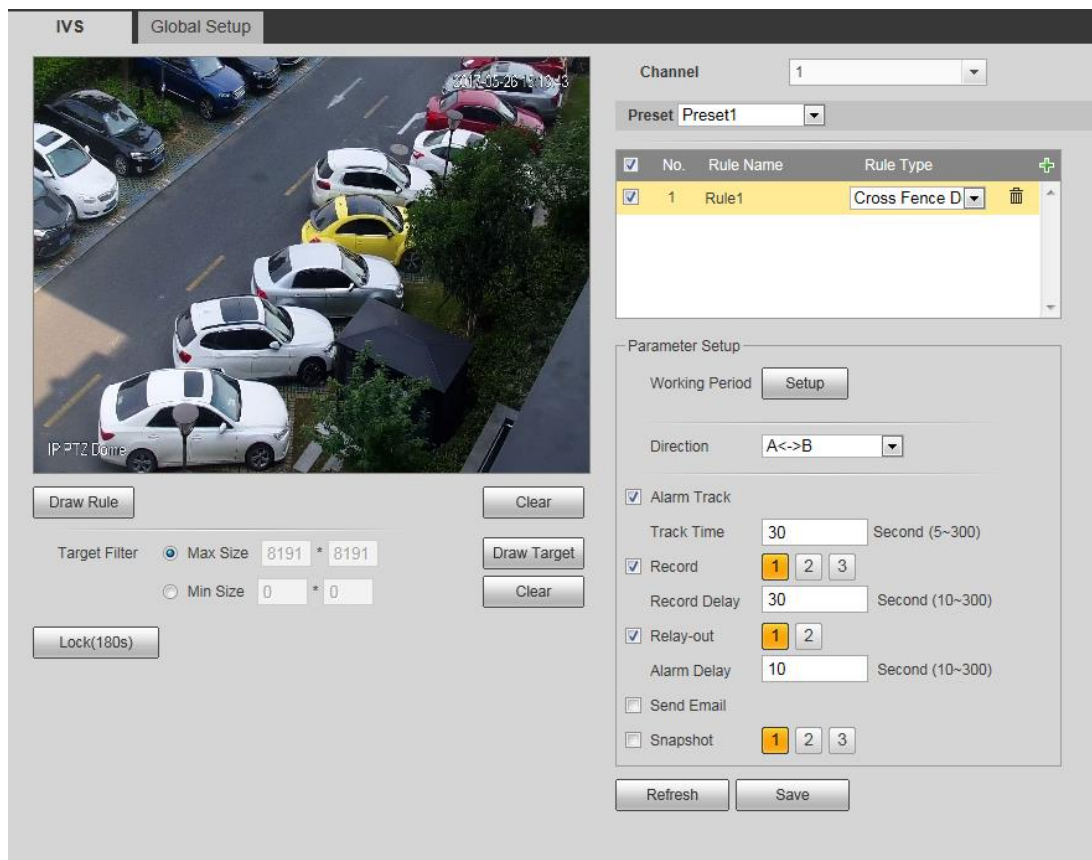 IVS Global Setup
2017-05-26 15:13:43
IP PTZ Dome
Draw Rule Clear
Target Filter Max Size 8191 * 8191 Draw Target
Min Size 0 * 0 Clear
Lock(180s)
Channel 1
Preset Preset1
No. Rule Name Rule Type
1 Rule1 Cross Fence D
Parameter Setup
Working Period Setup
Direction A<->B
Alarm Track
Track Time 30 Second (5~300)
Record 1 2 3
Record Delay 30 Second (10~300)
Relay-out 1 2
Alarm Delay 10 Second (10~300)
Send Email
Snapshot 1 2 3
Refresh Save